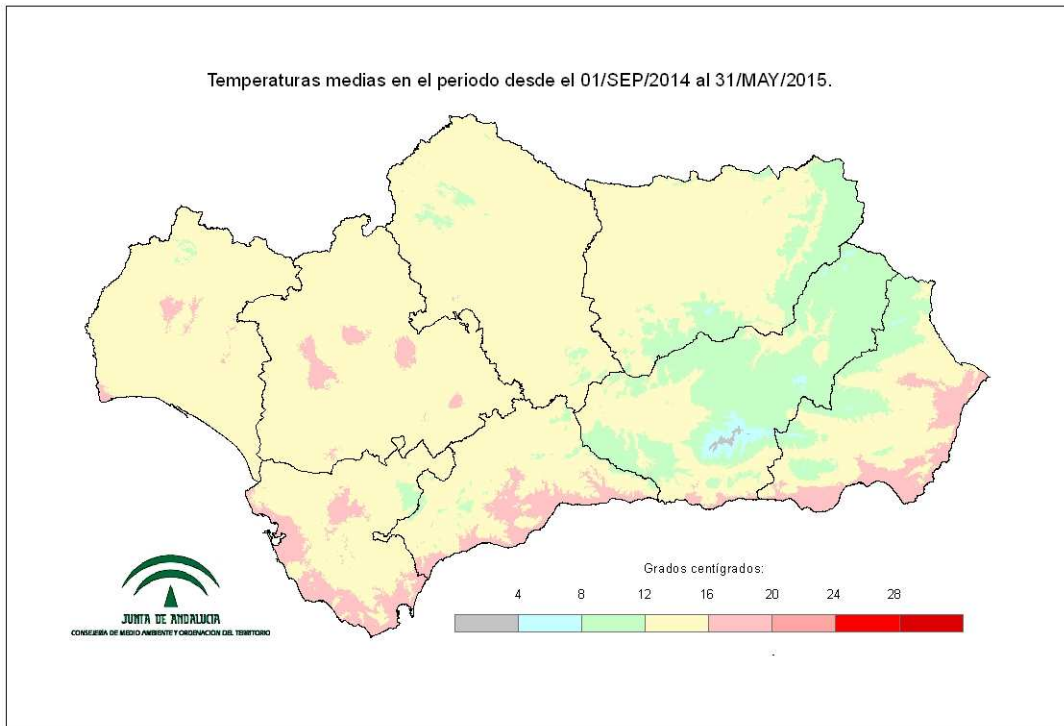 Temperaturas medias en el periodo desde el 01/SEP/2014 al 31/MAY/2015.
Grados centígrados:
4 8 12 16 20 24 28
JUNTA DE ANDALUCIA
CONSEJERÍA DE MEDIO AMBIENTE Y ORDENACIÓN DEL TERRITORIO